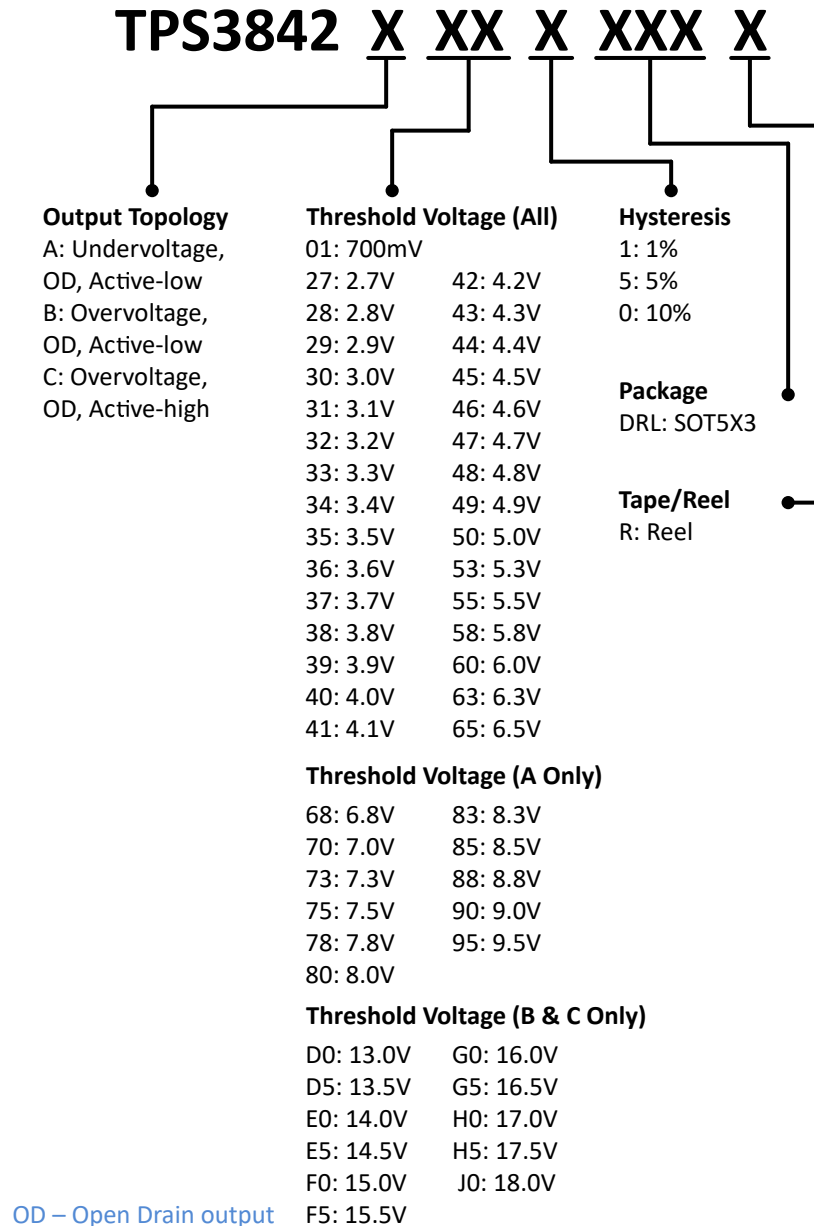 TPS3842 X XX X XXX X
Output Topology
A: Undervoltage,
OD, Active-low
B: Overvoltage,
OD, Active-low
C: Overvoltage,
OD, Active-high
Threshold Voltage (All)
01: 700mV
27: 2.7V 42: 4.2V
28: 2.8V 43: 4.3V
29: 2.9V 44: 4.4V
30: 3.0V 45: 4.5V
31: 3.1V 46: 4.6V
32: 3.2V 47: 4.7V
33: 3.3V 48: 4.8V
34: 3.4V 49: 4.9V
35: 3.5V 50: 5.0V
36: 3.6V 53: 5.3V
37: 3.7V 55: 5.5V
38: 3.8V 58: 5.8V
39: 3.9V 60: 6.0V
40: 4.0V 63: 6.3V
41: 4.1V 65: 6.5V
Threshold Voltage (A Only)
68: 6.8V 83: 8.3V
70: 7.0V 85: 8.5V
73: 7.3V 88: 8.8V
75: 7.5V 90: 9.0V
78: 7.8V 95: 9.5V
80: 8.0V
Threshold Voltage (B & C Only)
D0: 13.0V G0: 16.0V
D5: 13.5V G5: 16.5V
E0: 14.0V H0: 17.0V
E5: 14.5V H5: 17.5V
F0: 15.0V J0: 18.0V
F5: 15.5V
Hysteresis
1: 1%
5: 5%
0: 10%
Package
DRL: SOT5X3
Tape/Reel
R: Reel
OD – Open Drain output